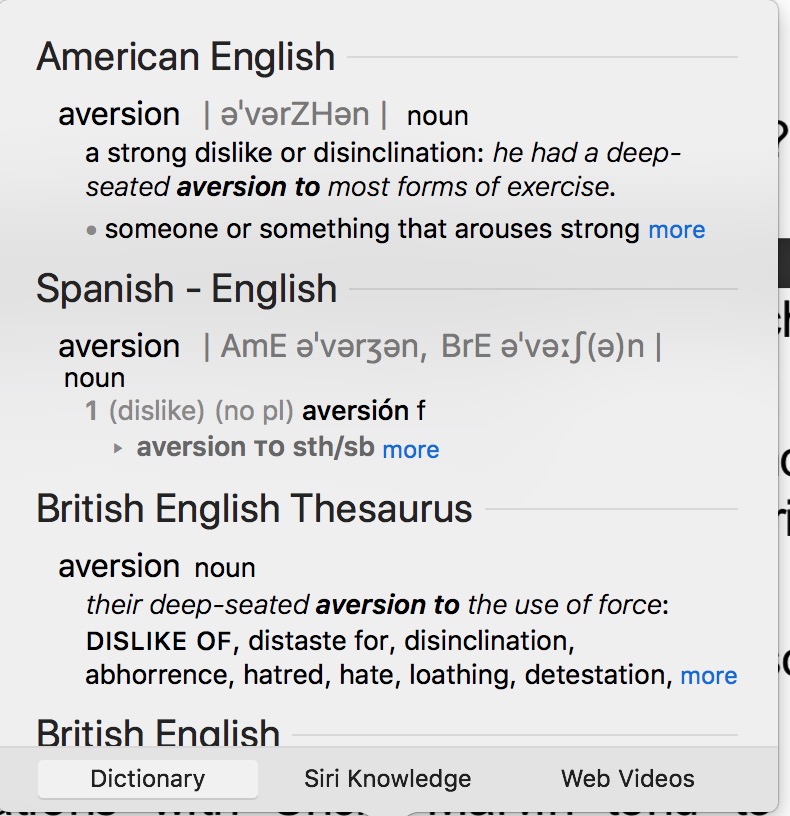 American English
aversion | əˈvərZHən | noun
a strong dislike or disinclination: he had a deep-
seated aversion to most forms of exercise.
• someone or something that arouses strong more
Spanish - English
aversion | AmE əˈvərʒən, BrE əˈvəːʃ(ə)n |
noun
1 (dislike) (no pl) aversión f
▸ aversion TO sth/sb more
British English Thesaurus
aversion noun
their deep-seated aversion to the use of force:
DISLIKE OF, distaste for, disinclination,
abhorrence, hatred, hate, loathing, detestation, more
British English
Dictionary Siri Knowledge Web Videos